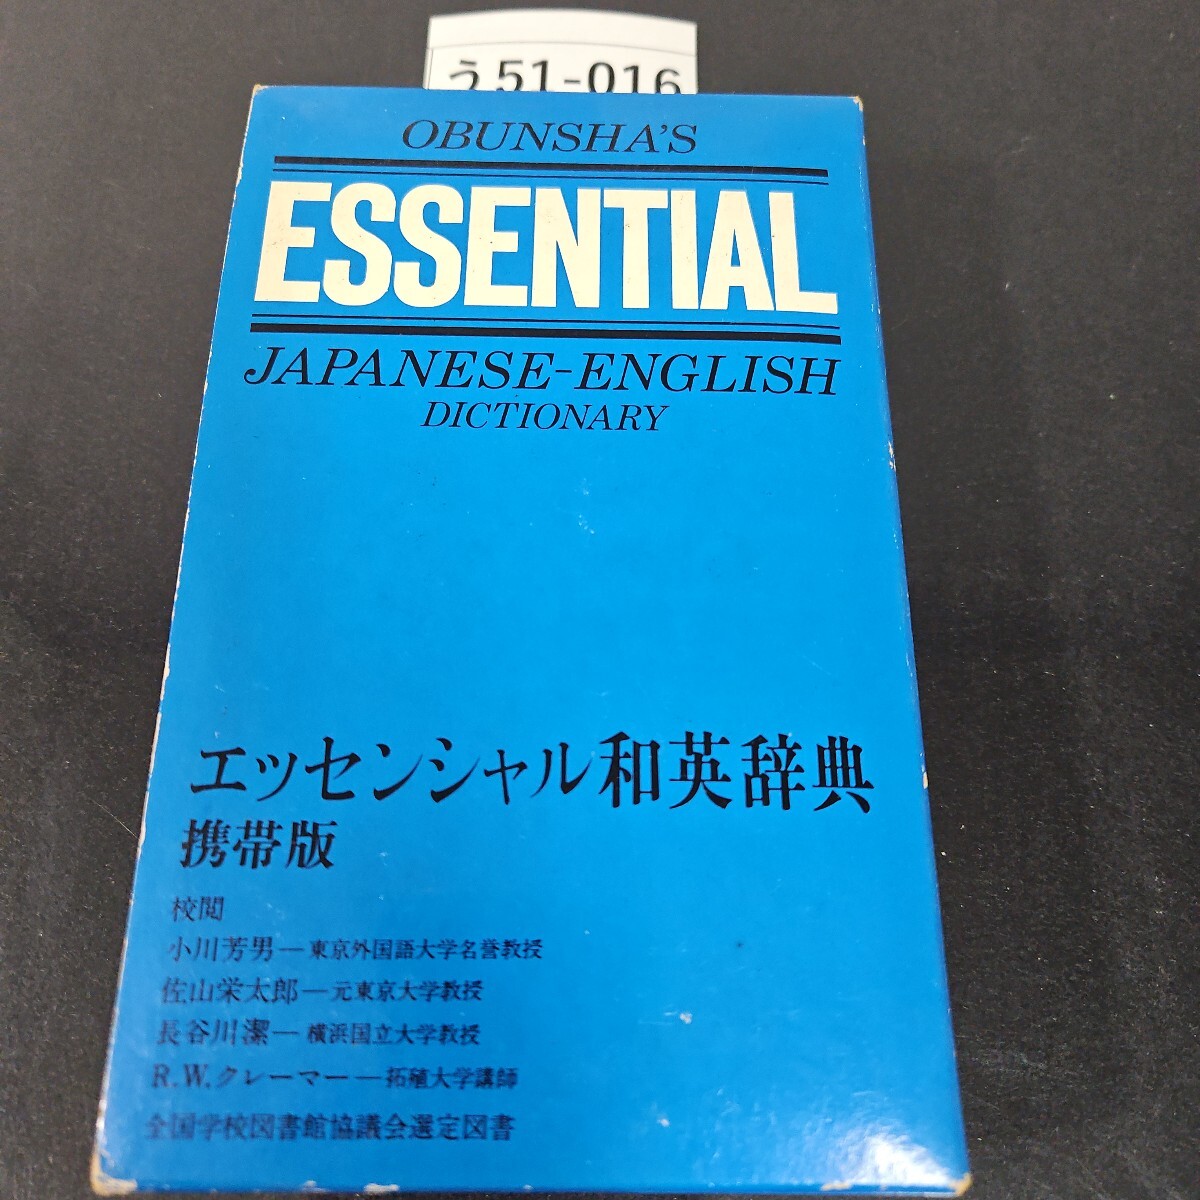 う51-016
OBUNSHA'S
ESSENTIAL
JAPANESE-ENGLISH
DICTIONARY
エッセンシャル和英辞典
携帯版
校閲
小川芳男―東京外国語大学名誉教授
佐山栄太郎―元東京大学教授
長谷川潔―横浜国立大学教授
R.W.クレーマー―拓殖大学講師
全国学校図書館協議会選定図書